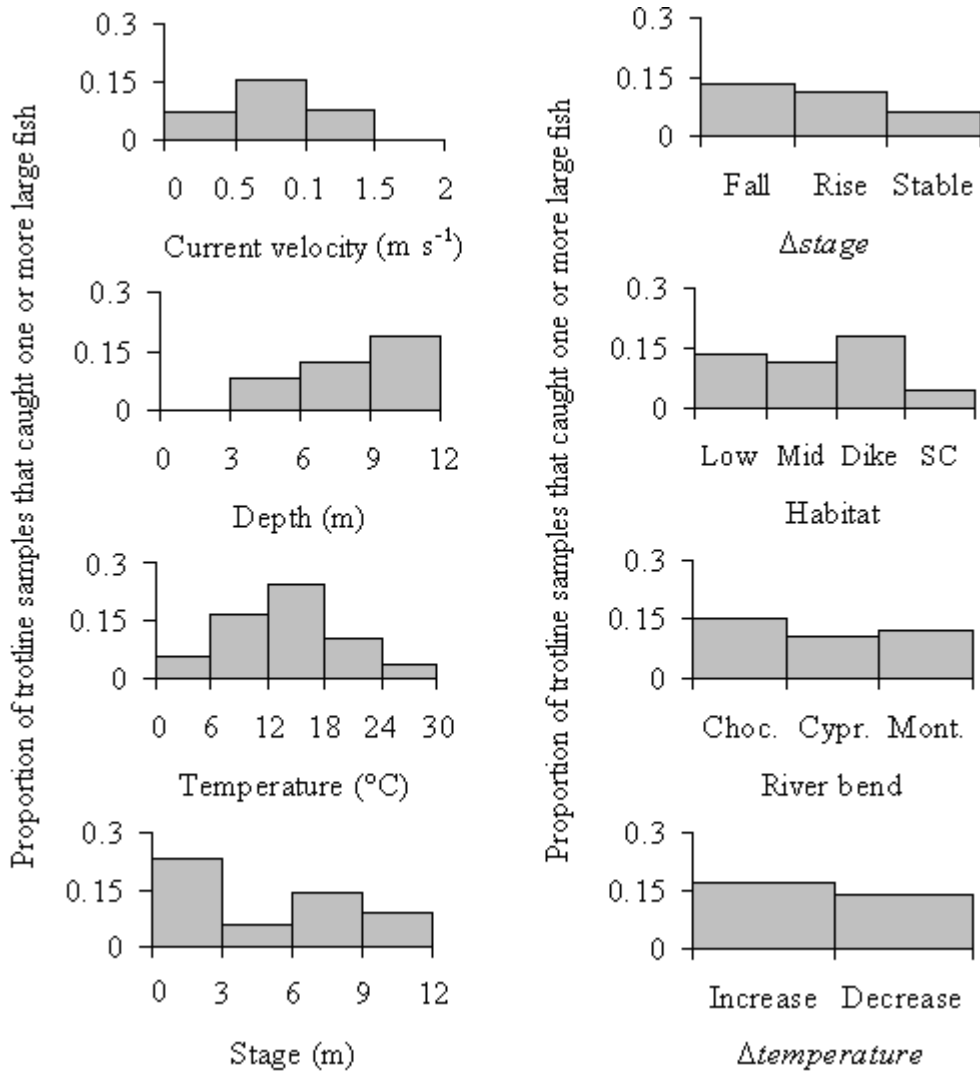 Proportion of trotline samples that caught one or more large fish
0.3
0.15
0
0 0.5 0.1 1.5 2
Current velocity (m s-1)
0.3
0.15
0
0 3 6 9 12
Depth (m)
0.3
0.15
0
0 6 12 18 24 30
Temperature (°C)
0.3
0.15
0
0 3 6 9 12
Stage (m)
Proportion of trotline samples that caught one or more large fish
0.3
0.15
0
Fall Rise Stable
Δstage
0.3
0.15
0
Low Mid Dike SC
Habitat
0.3
0.15
0
Choc. Cypr. Mont.
River bend
0.3
0.15
0
Increase Decrease
Δtemperature